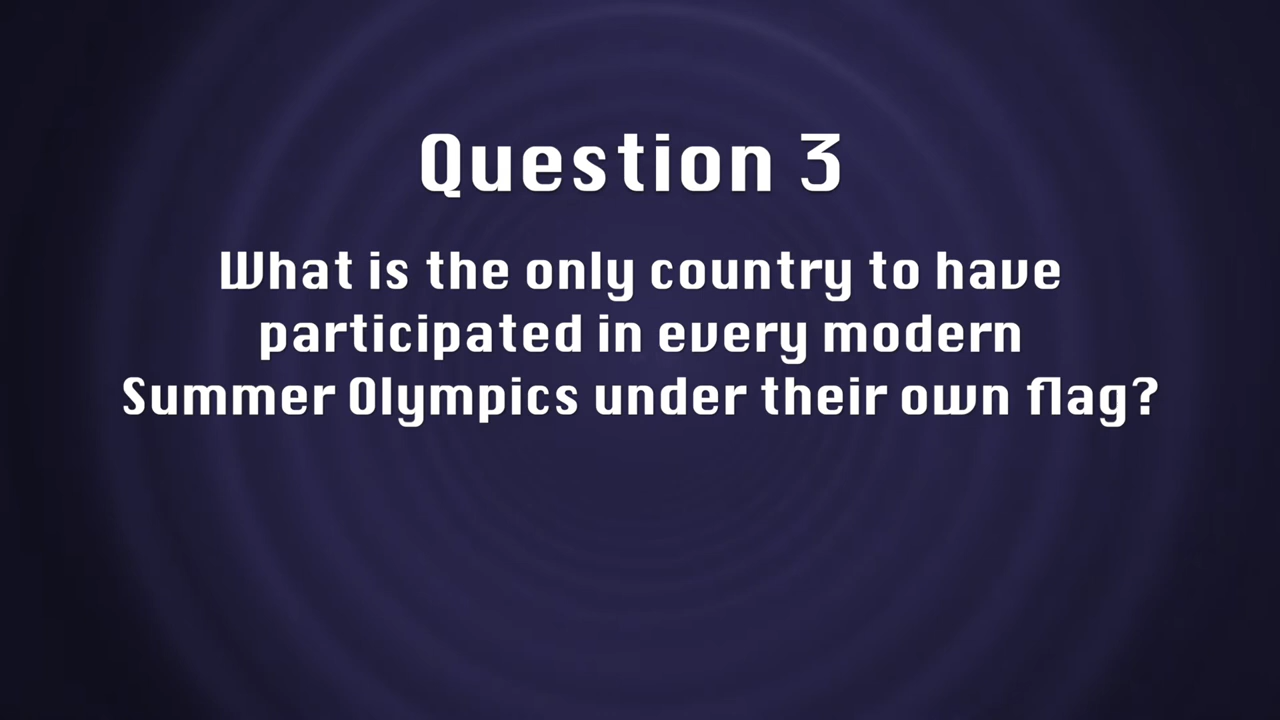 Question 3
What is the only country to have
participated in every modern
Summer Olympics under their own flag?